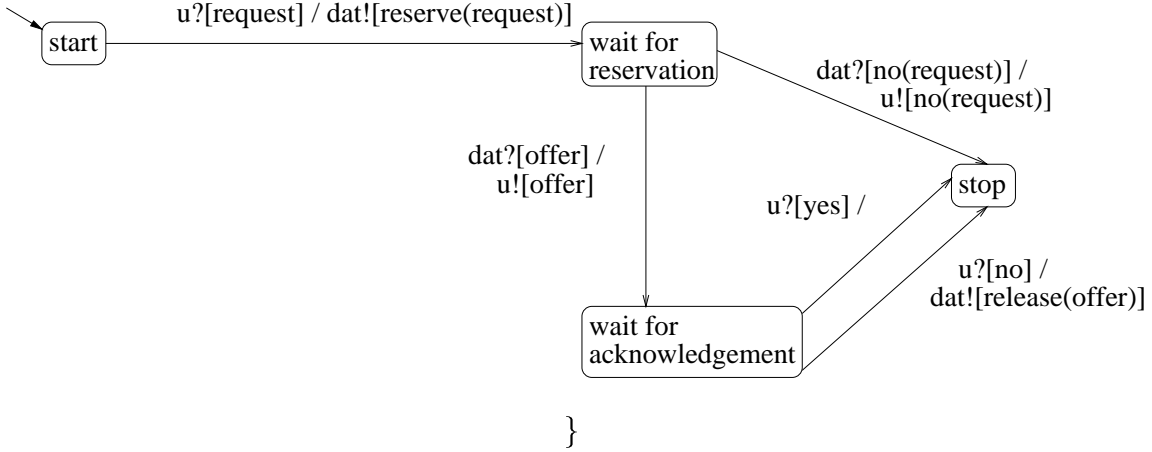 u?[request] / dat![reserve(request)]
start
wait for
reservation
dat?[no(request)] /
u![no(request)]
dat?[offer] /
u![offer]
stop
u?[yes] /
u?[no] /
dat![release(offer)]
wait for
acknowledgement
}